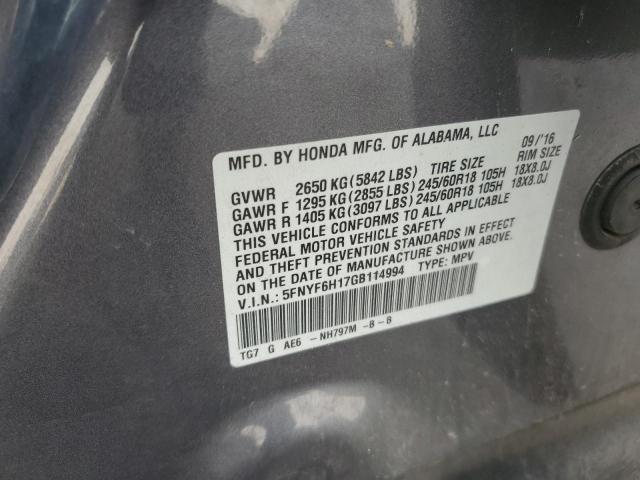 MFD. BY HONDA MFG. OF ALABAMA, LLC 09/'16
GVWR 2650 KG(5842 LBS) TIRE SIZE RIM SIZE
GAWR F 1295 KG(2855 LBS)245/60R18 105H 18X8.0J
GAWR R 1405 KG(3097 LBS)245/60R18 105H 18X8.0J
THIS VEHICLE CONFORMS TO ALL APPLICABLE
FEDERAL MOTOR VEHICLE SAFETY
AND THEFT PREVENTION STANDARDS IN EFFECT
ON THE DATE OF MANUFACTURE SHOWN ABOVE.
V.I.N.: 5FNYF6H17GB114994 TYPE: MPV
TG7 G AE6 -NH797M -B-B